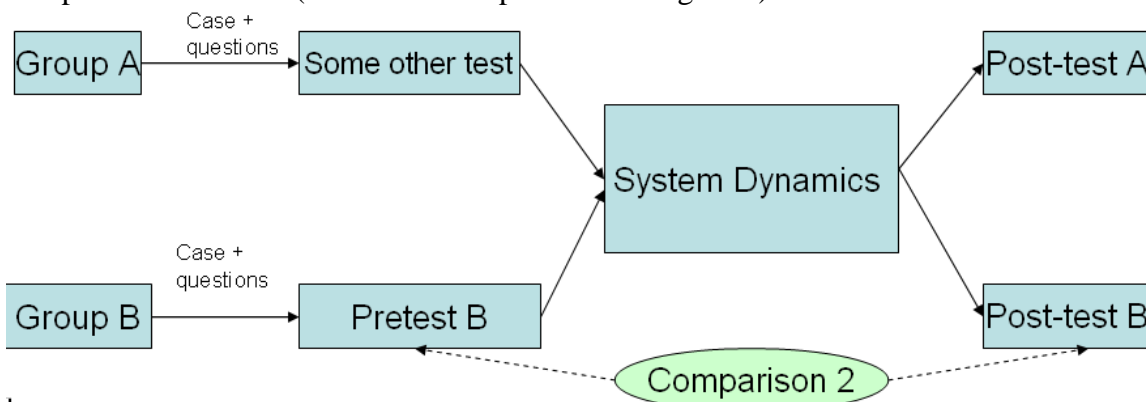 Case +
questions
Group A
Some other test
Post-test A
System Dynamics
Case +
questions
Group B
Pretest B
Post-test B
Comparison 2